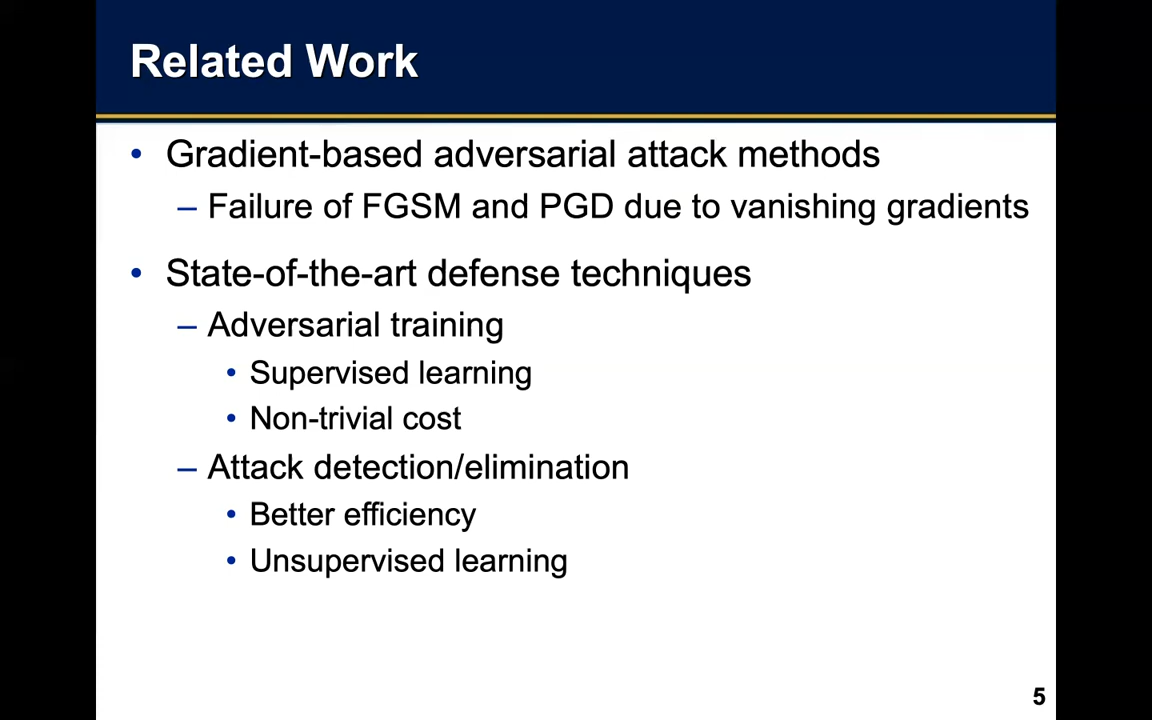 Related Work
• Gradient-based adversarial attack methods
– Failure of FGSM and PGD due to vanishing gradients
• State-of-the-art defense techniques
– Adversarial training
• Supervised learning
• Non-trivial cost
– Attack detection/elimination
• Better efficiency
• Unsupervised learning
5